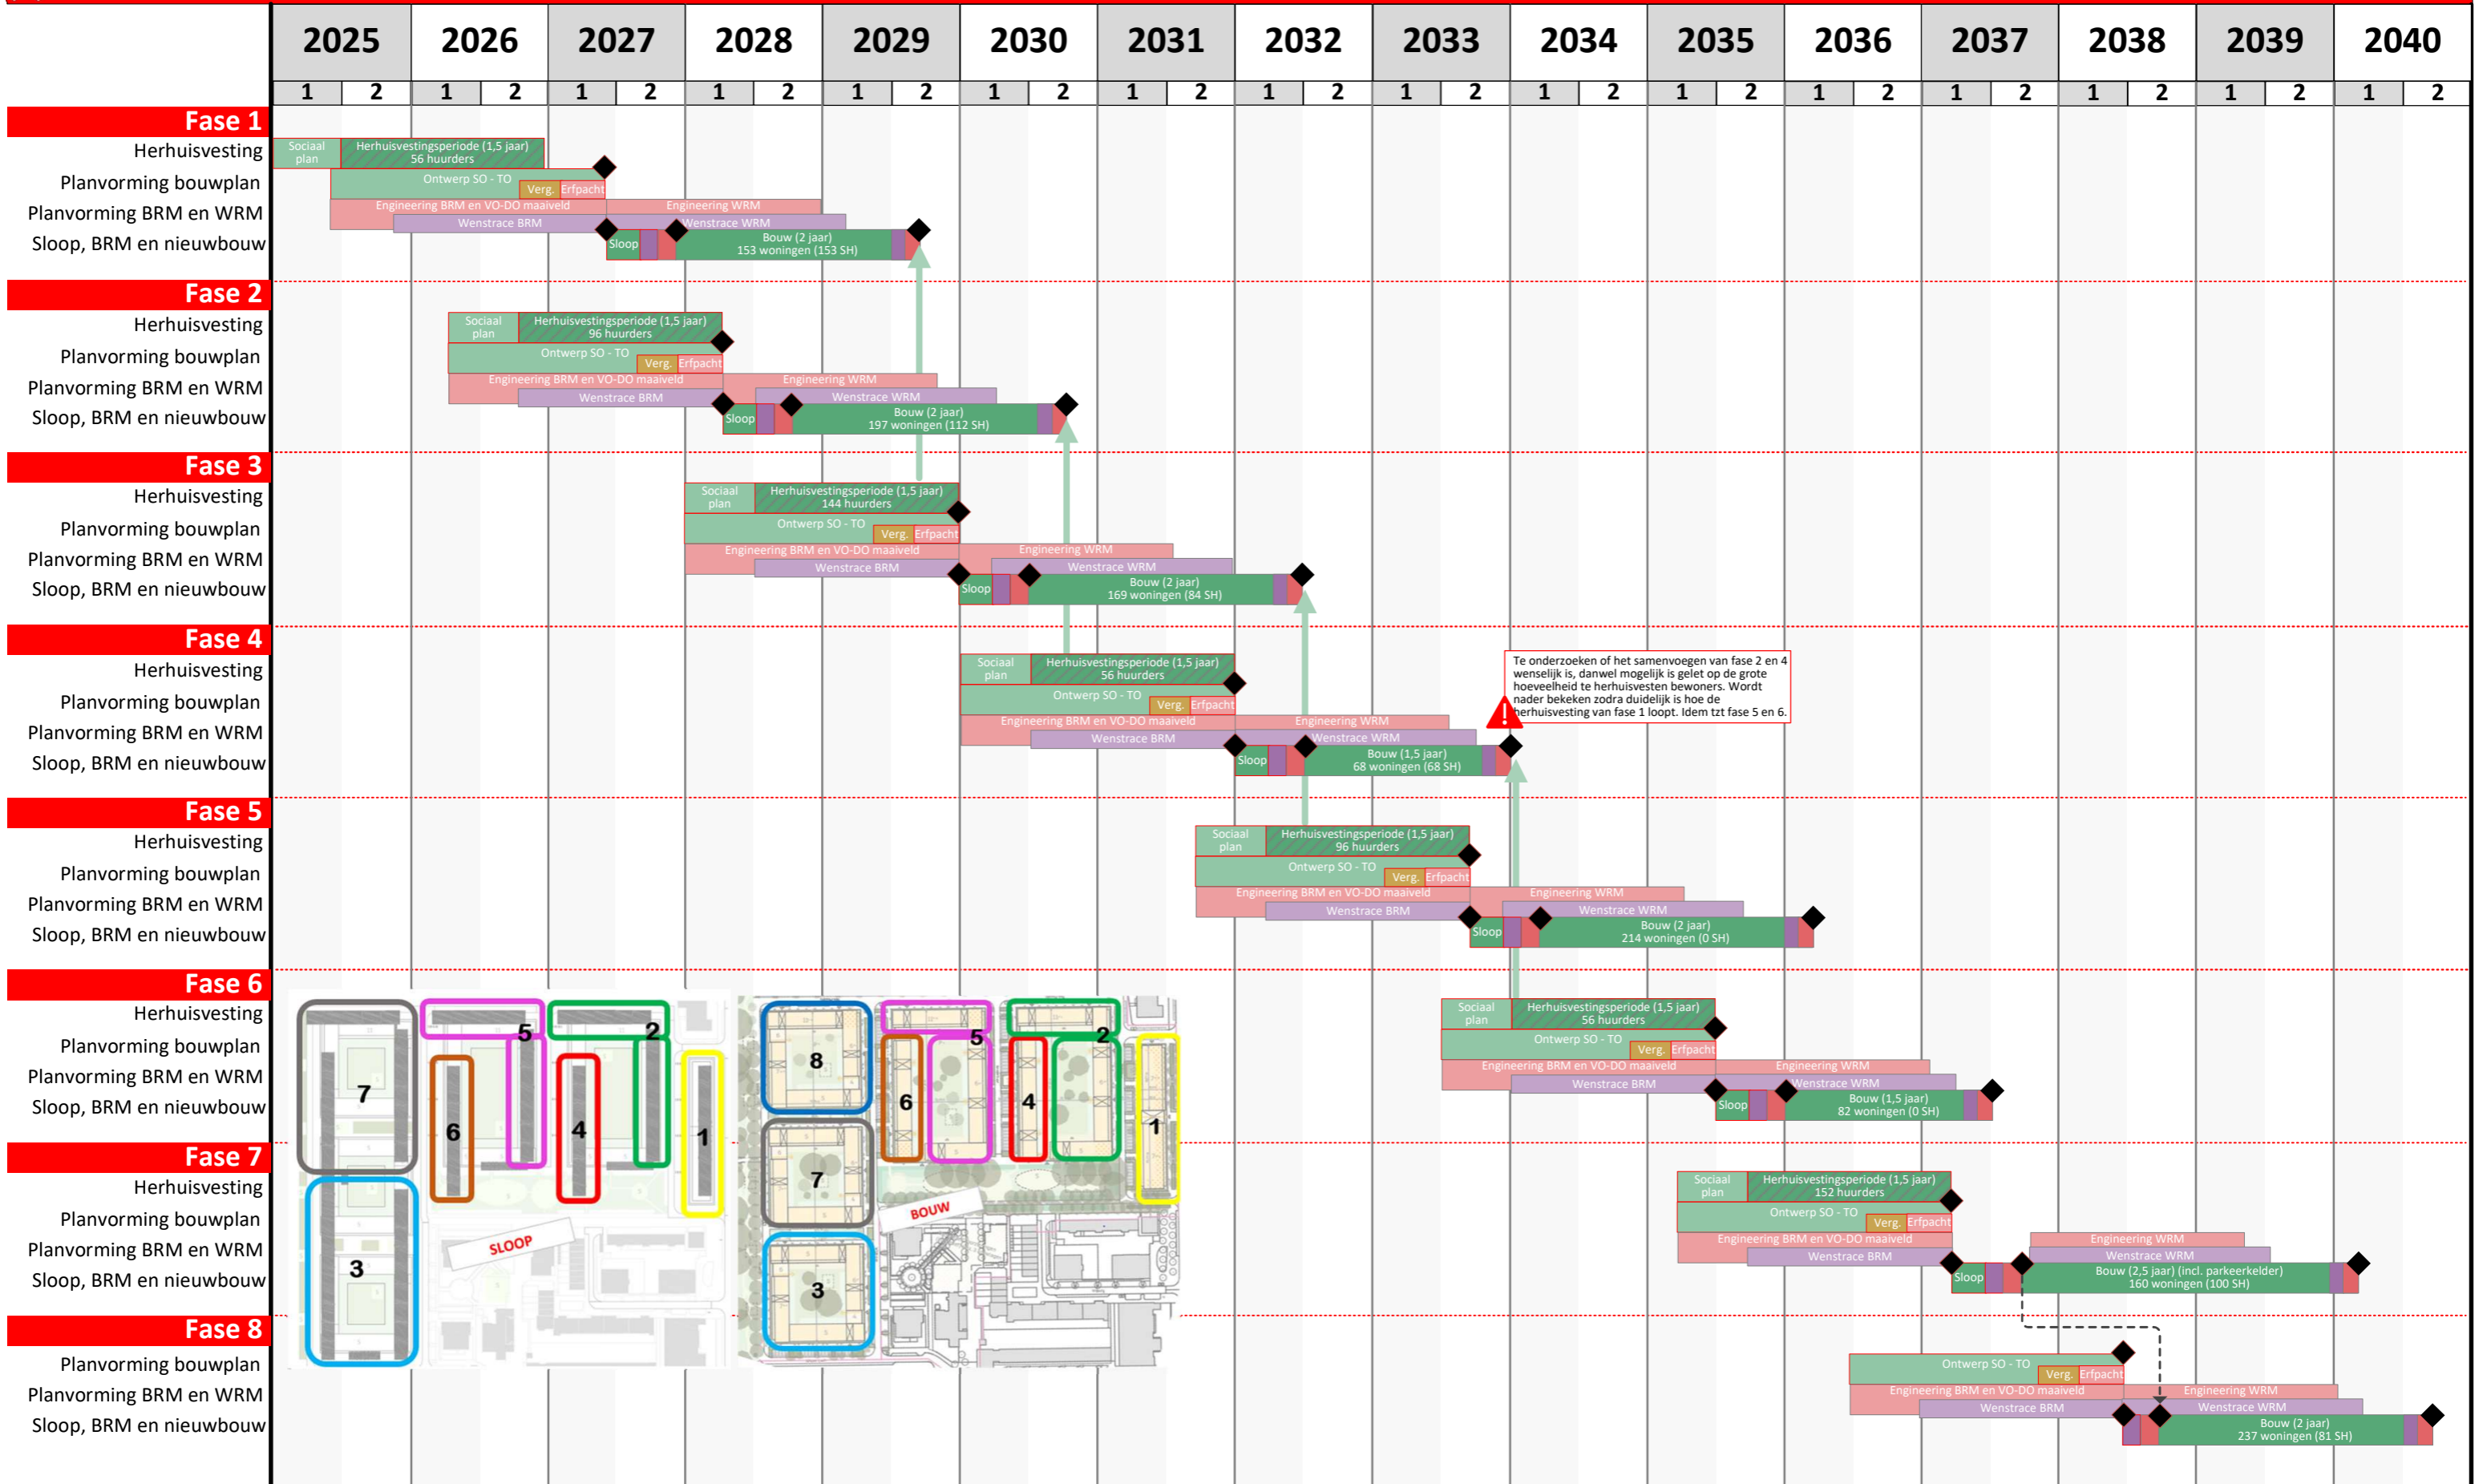 2025 2026 2027 2028 2029 2030 2031 2032 2033 2034 2035 2036 2037 2038 2039 2040
1 2 1 2 1 2 1 2 1 2 1 2 1 2 1 2 1 2 1 2 1 2 1 2 1 2 1 2 1 2 1 2
Fase 1
Herhuisvesting
Sociaal plan
Herhuisvestingsperiode (1,5 jaar)
56 huurders
Planvorming bouwplan
Ontwerp SO - TO
Verg. Erfpacht
Planvorming BRM en WRM
Engineering BRM en VO-DO maaiveld Engineering WRM
Wenstrace BRM Wenstrace WRM
Sloop, BRM en nieuwbouw
Sloop
Bouw (2 jaar)
153 woningen (153 SH)
Fase 2
Herhuisvesting
Sociaal plan
Herhuisvestingsperiode (1,5 jaar)
96 huurders
Planvorming bouwplan
Ontwerp SO - TO
Verg. Erfpacht
Planvorming BRM en WRM
Engineering BRM en VO-DO maaiveld Engineering WRM
Wenstrace BRM Wenstrace WRM
Sloop, BRM en nieuwbouw
Sloop
Bouw (2 jaar)
197 woningen (112 SH)
Fase 3
Herhuisvesting
Sociaal plan
Herhuisvestingsperiode (1,5 jaar)
144 huurders
Planvorming bouwplan
Ontwerp SO - TO
Verg. Erfpacht
Planvorming BRM en WRM
Engineering BRM en VO-DO maaiveld Engineering WRM
Wenstrace BRM Wenstrace WRM
Sloop, BRM en nieuwbouw
Sloop
Bouw (2 jaar)
169 woningen (84 SH)
Fase 4
Herhuisvesting
Sociaal plan
Herhuisvestingsperiode (1,5 jaar)
56 huurders
Planvorming bouwplan
Ontwerp SO - TO
Verg. Erfpacht
Planvorming BRM en WRM
Engineering BRM en VO-DO maaiveld Engineering WRM
Wenstrace BRM Wenstrace WRM
Sloop, BRM en nieuwbouw
Sloop
Bouw (1,5 jaar)
68 woningen (68 SH)
Te onderzoeken of het samenvoegen van fase 2 en 4
wenselijk is, danwel mogelijk is gelet op de grote
hoeveelheid te herhuisvesten bewoners. Wordt
nader bekeken zodra duidelijk is hoe de
herhuisvesting van fase 1 loopt. Idem tzt fase 5 en 6.
!
Fase 5
Herhuisvesting
Sociaal plan
Herhuisvestingsperiode (1,5 jaar)
96 huurders
Planvorming bouwplan
Ontwerp SO - TO
Verg. Erfpacht
Planvorming BRM en WRM
Engineering BRM en VO-DO maaiveld Engineering WRM
Wenstrace BRM Wenstrace WRM
Sloop, BRM en nieuwbouw
Sloop
Bouw (2 jaar)
214 woningen (0 SH)
Fase 6
Herhuisvesting
Sociaal plan
Herhuisvestingsperiode (1,5 jaar)
56 huurders
Planvorming bouwplan
Ontwerp SO - TO
Verg. Erfpacht
Planvorming BRM en WRM
Engineering BRM en VO-DO maaiveld Engineering WRM
Wenstrace BRM Wenstrace WRM
Sloop, BRM en nieuwbouw
Sloop
Bouw (1,5 jaar)
82 woningen (0 SH)
5 2
7 6 4 1
SLOOP
3
8 5 2
6 4 1
7
BOUW
3
Fase 7
Herhuisvesting
Sociaal plan
Herhuisvestingsperiode (1,5 jaar)
152 huurders
Planvorming bouwplan
Ontwerp SO - TO
Verg. Erfpacht
Planvorming BRM en WRM
Engineering BRM en VO-DO maaiveld Engineering WRM
Wenstrace BRM Wenstrace WRM
Sloop, BRM en nieuwbouw
Sloop
Bouw (2,5 jaar) (incl. parkeerkelder)
160 woningen (100 SH)
Fase 8
Planvorming bouwplan
Ontwerp SO - TO
Verg. Erfpacht
Planvorming BRM en WRM
Engineering BRM en VO-DO maaiveld Engineering WRM
Wenstrace BRM Wenstrace WRM
Sloop, BRM en nieuwbouw
Bouw (2 jaar)
237 woningen (81 SH)